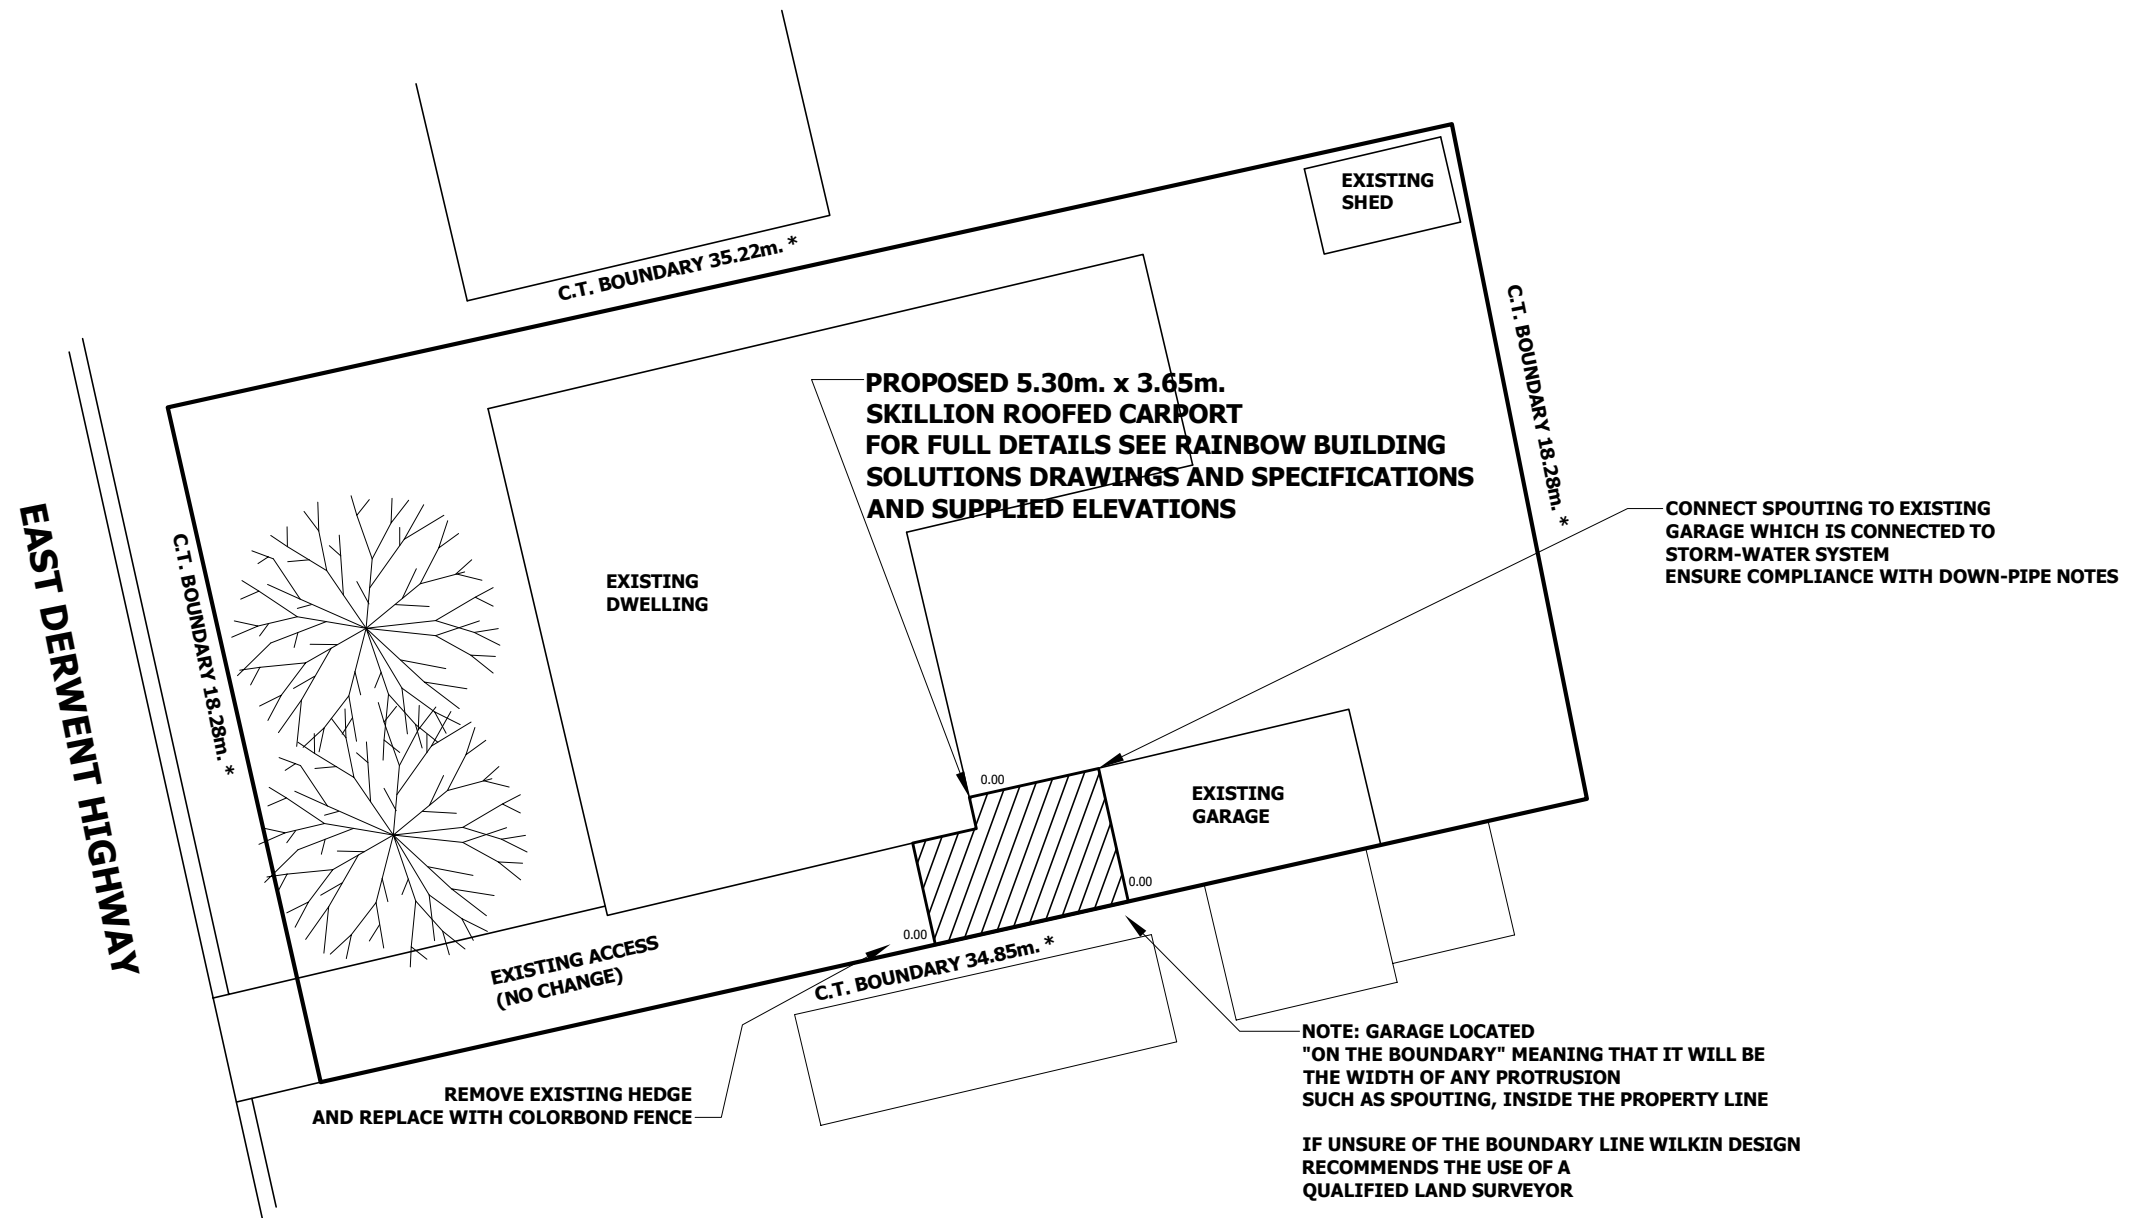 EXISTING
SHED
C.T. BOUNDARY 35.22m. *
C.T. BOUNDARY 18.28m. *
PROPOSED 5.30m. x 3.65m.
SKILLION ROOFED CARPORT
FOR FULL DETAILS SEE RAINBOW BUILDING
SOLUTIONS DRAWINGS AND SPECIFICATIONS
AND SUPPLIED ELEVATIONS
CONNECT SPOUTING TO EXISTING
GARAGE WHICH IS CONNECTED TO
STORM-WATER SYSTEM
ENSURE COMPLIANCE WITH DOWN-PIPE NOTES
EAST DERWENT HIGHWAY
C.T. BOUNDARY 18.28m. *
EXISTING
DWELLING
0.00
EXISTING
GARAGE
0.00
0.00
EXISTING ACCESS
(NO CHANGE)
C.T. BOUNDARY 34.85m. *
REMOVE EXISTING HEDGE
AND REPLACE WITH COLORBOND FENCE
NOTE: GARAGE LOCATED
"ON THE BOUNDARY" MEANING THAT IT WILL BE
THE WIDTH OF ANY PROTRUSION
SUCH AS SPOUTING, INSIDE THE PROPERTY LINE
IF UNSURE OF THE BOUNDARY LINE WILKIN DESIGN
RECOMMENDS THE USE OF A
QUALIFIED LAND SURVEYOR